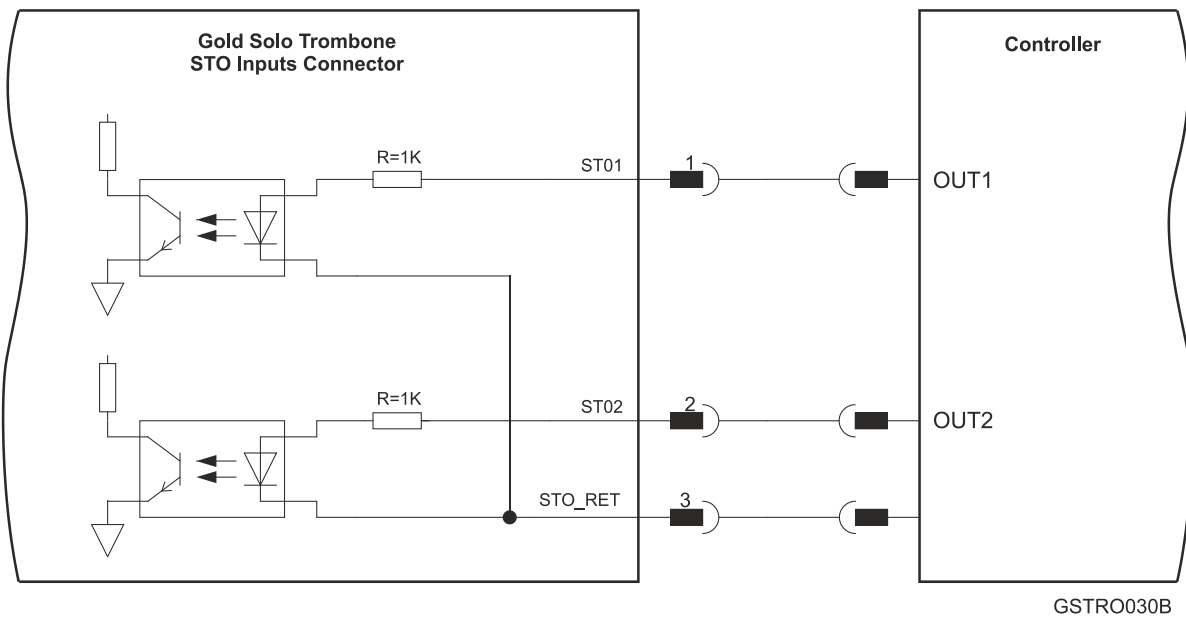 Gold Solo Trombone
STO Inputs Connector
Controller
R=1K
ST01
1
OUT1
R=1K
ST02
2
OUT2
STO_RET
3
GSTRO030B